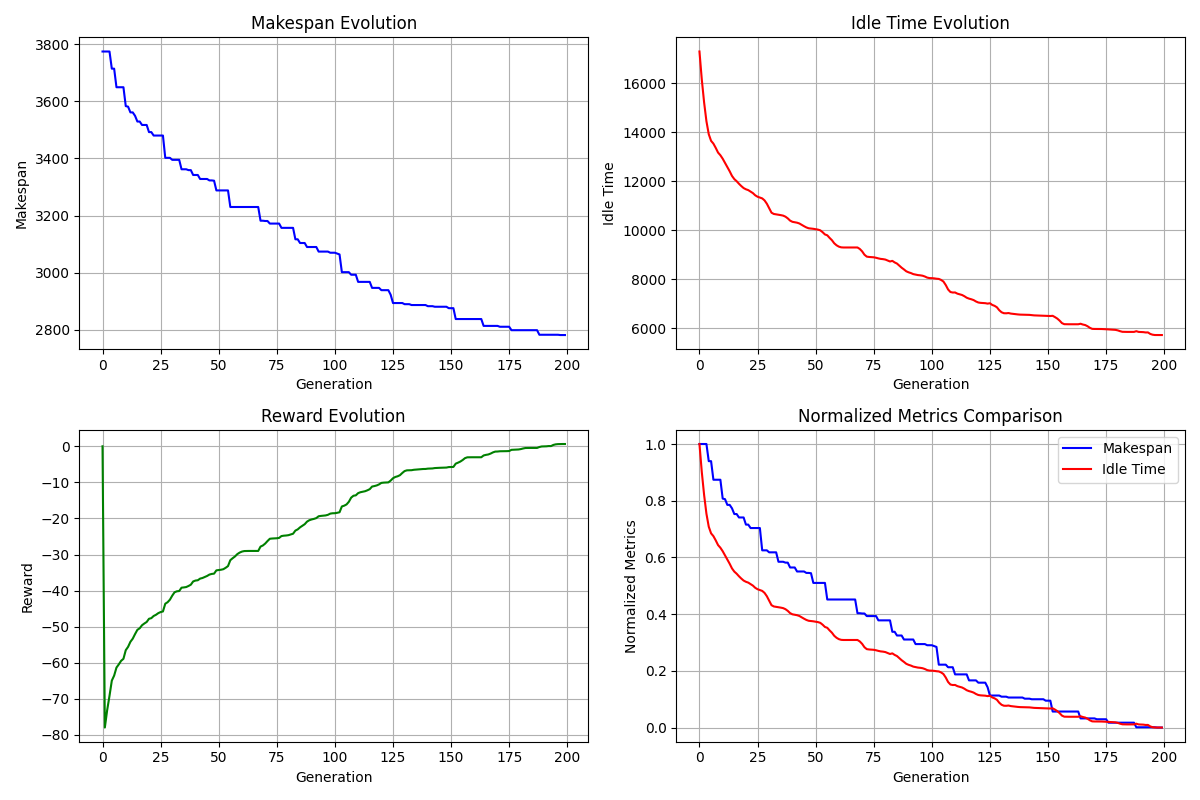 Makespan Evolution
3800
3600
3400
3200
3000
2800
Makespan
0 25 50 75 100 125 150 175 200
Generation
Idle Time Evolution
16000
14000
12000
10000
8000
6000
Idle Time
0 25 50 75 100 125 150 175 200
Generation
Reward Evolution
0
−10
−20
−30
−40
−50
−60
−70
−80
Reward
0 25 50 75 100 125 150 175 200
Generation
Normalized Metrics Comparison
1.0
0.8
0.6
0.4
0.2
0.0
Normalized Metrics
Makespan
Idle Time
0 25 50 75 100 125 150 175 200
Generation